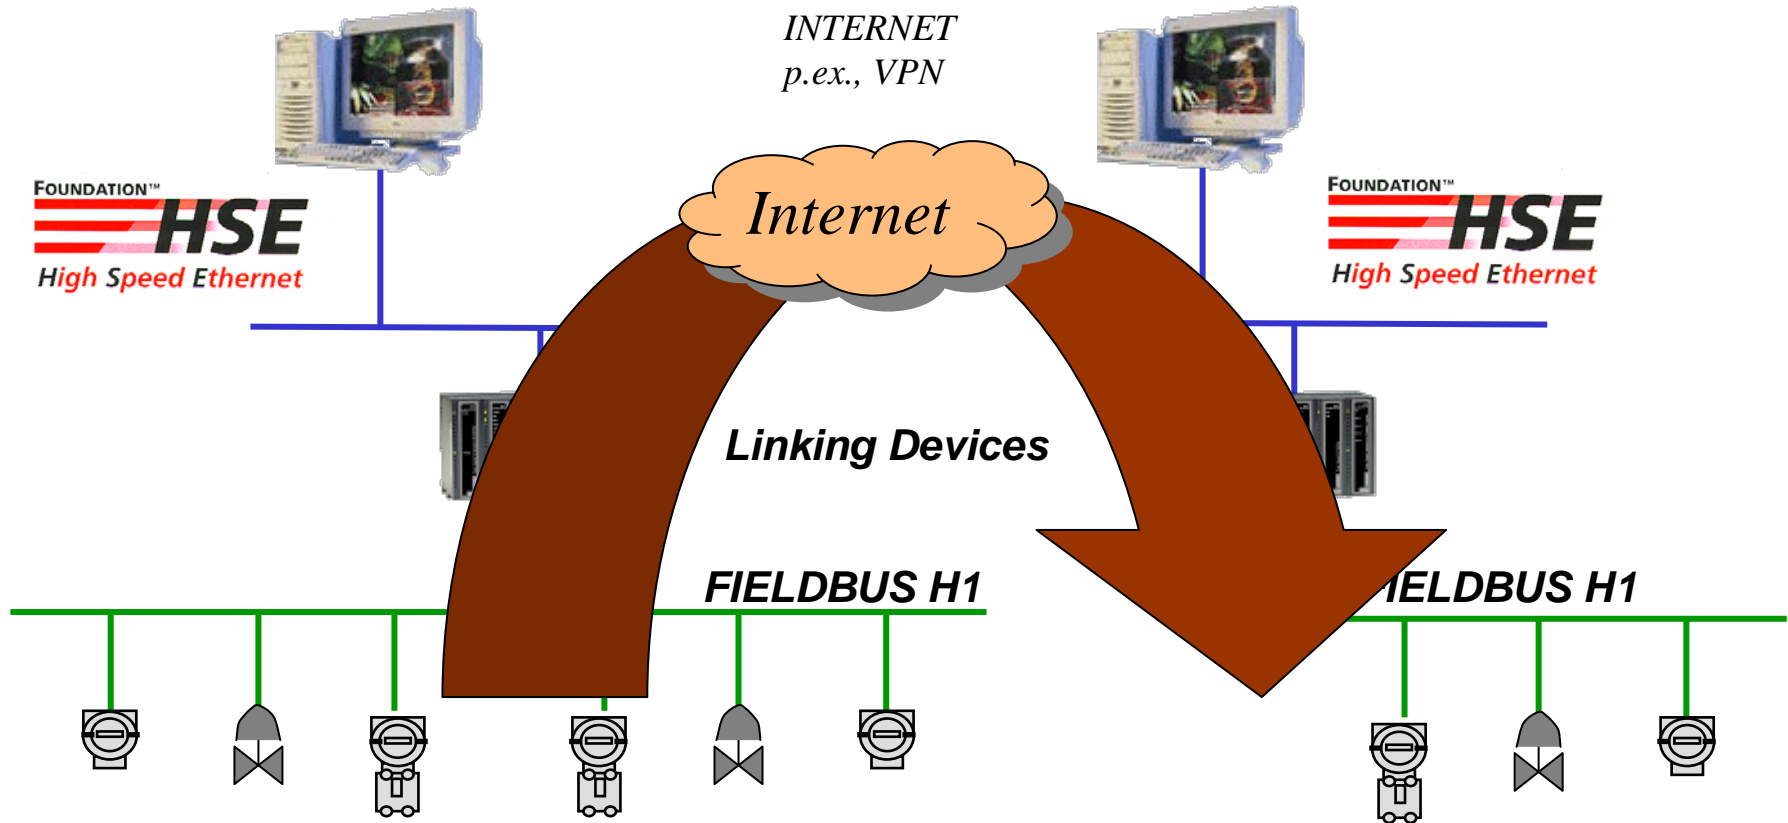 INTERNET
p.ex., VPN
FOUNDATION™
HSE
High Speed Ethernet
Internet
FOUNDATION™
HSE
High Speed Ethernet
Linking Devices
FIELDBUS H1
IELDBUS H1